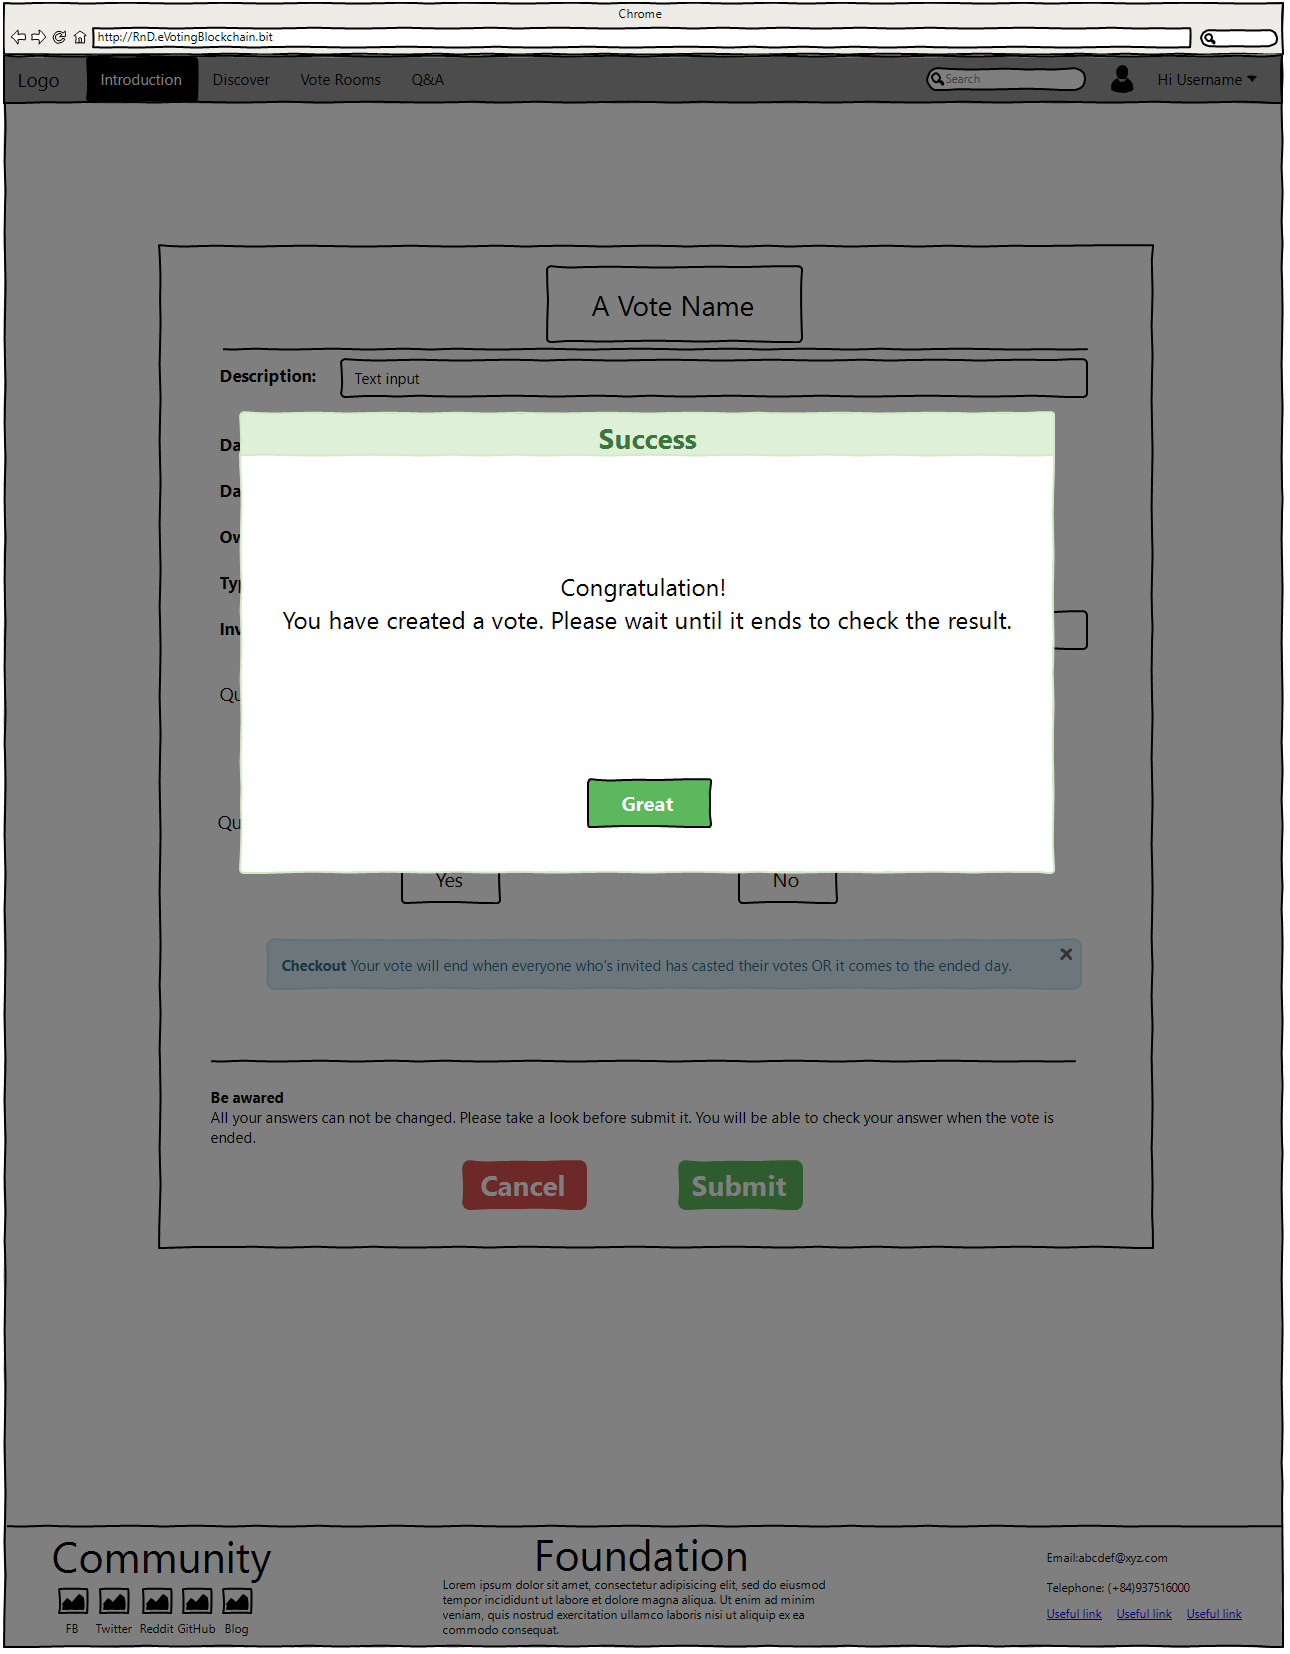 Chrome
http://RnD.eVotingBlockchain.bit
Logo Introduction Discover Vote Rooms Q&A Search Hi Username
A Vote Name
Description: Text input
Success
Da
Da
Ow
Typ
Congratulation!
You have created a vote. Please wait until it ends to check the result.
Inv
Qu
Great
Qu
Yes No
Checkout Your vote will end when everyone who's invited has casted their votes OR it comes to the ended day.
Be awared
All your answers can not be changed. Please take a look before submit it. You will be able to check your answer when the vote is
ended.
Cancel Submit
Community
FB Twitter Reddit GitHub Blog
Foundation
Lorem ipsum dolor sit amet, consectetur adipisicing elit, sed do eiusmod
tempor incididunt ut labore et dolore magna aliqua. Ut enim ad minim
veniam, quis nostrud exercitation ullamco laboris nisi ut aliquip ex ea
commodo consequat.
Email:abcdef@xyz.com
Telephone: (+84)937516000
Useful link Useful link Useful link